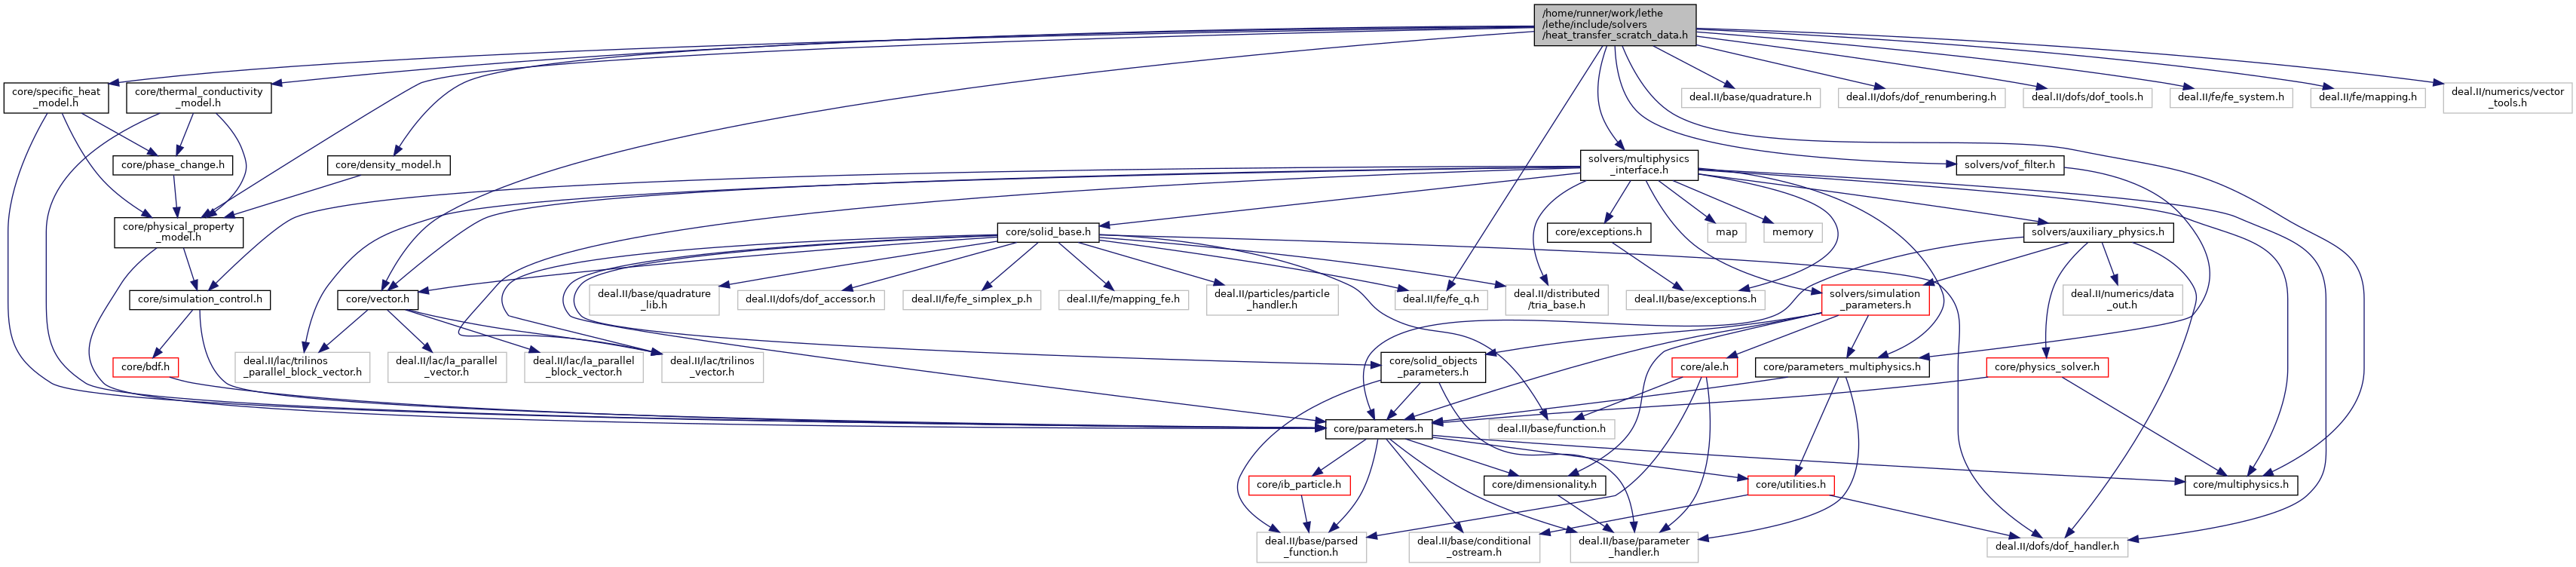 /home/runner/work/lethe
/lethe/include/solvers
/heat_transfer_scratch_data.h
core/specific_heat
_model.h
core/thermal_conductivity
_model.h
deal.II/base/quadrature.h
deal.II/dofs/dof_renumbering.h
deal.II/dofs/dof_tools.h
deal.II/fe/fe_system.h
deal.II/fe/mapping.h
deal.II/numerics/vector
_tools.h
core/phase_change.h
core/density_model.h
solvers/multiphysics
_interface.h
solvers/vof_filter.h
core/physical_property
_model.h
core/solid_base.h
core/exceptions.h
map
memory
solvers/auxiliary_physics.h
core/simulation_control.h
core/vector.h
deal.II/base/quadrature
_lib.h
deal.II/dofs/dof_accessor.h
deal.II/fe/fe_simplex_p.h
deal.II/fe/mapping_fe.h
deal.II/particles/particle
_handler.h
deal.II/fe/fe_q.h
deal.II/distributed
/tria_base.h
deal.II/base/exceptions.h
solvers/simulation
_parameters.h
deal.II/numerics/data
_out.h
core/bdf.h
deal.II/lac/trilinos
_parallel_block_vector.h
deal.II/lac/la_parallel
_vector.h
deal.II/lac/la_parallel
_block_vector.h
deal.II/lac/trilinos
_vector.h
core/solid_objects
_parameters.h
core/ale.h
core/parameters_multiphysics.h
core/physics_solver.h
core/parameters.h
deal.II/base/function.h
core/ib_particle.h
core/dimensionality.h
core/utilities.h
core/multiphysics.h
deal.II/base/parsed
_function.h
deal.II/base/conditional
_ostream.h
deal.II/base/parameter
_handler.h
deal.II/dofs/dof_handler.h